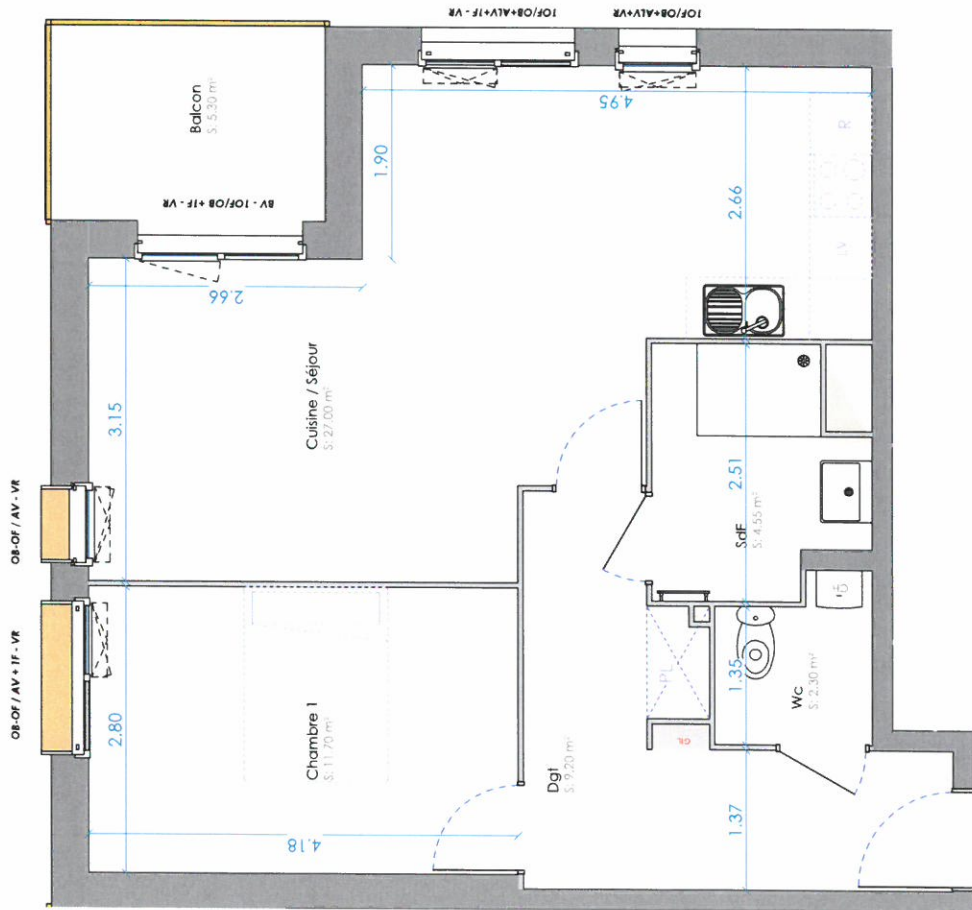 1OF/OB+ALV+1F - VR
1OF/OB+ALV+VR
Balcon
S: 5.30 m²
BV - 1OF/OB + 1F - VR
4.95
1.90
2.66
R
LV
2.66
OB-OF / AV - VR
3.15
Cuisine / Séjour
S: 27.00 m²
2.51
SdF
S: 4.55 m²
OB-OF / AV + 1F - VR
2.80
Chambre 1
S: 11.70 m²
4.18
PL
1.35
Wc
S: 2.30 m²
Dgt
S: 9.20 m²
1.37